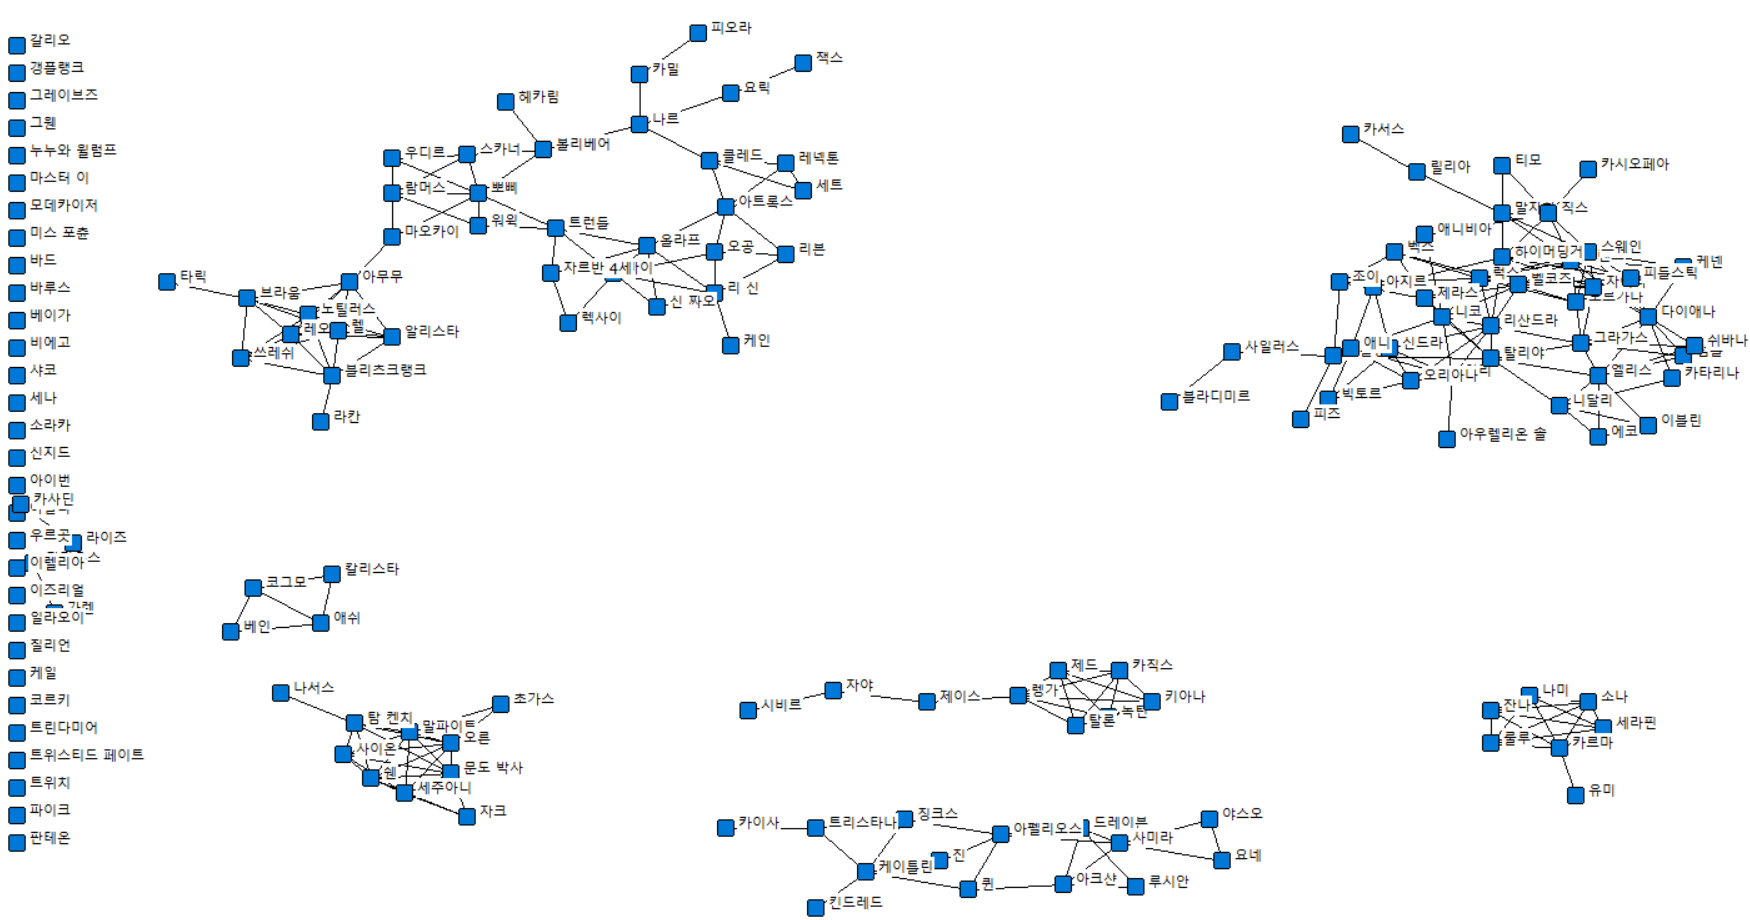 갈리오
갱플랭크
그레이브즈
그웬
누누와 윌럼프
마스터 이
모데카이저
미스 포츈
바드
바루스
베이가
비에고
샤코
세나
소라카
신지드
아이번
카사딘
우르곳
라이즈
이렐리아
스
이즈리얼
일라오이
질리언
케일
코르키
트린다미어
트위스티드 페이트
트위치
파이크
판테온
피오라
카밀
잭스
요릭
헤카림
나르
볼리베어
우디르
스카너
람머스
뽀삐
워윅
마오카이
트런들
클레드
레넥톤
세트
아트록스
올라프
오공
리븐
자르반 4세
리 신
신 짜오
렉사이
케인
타릭
브라움
아무무
노틸러스
레오
렐
알리스타
쓰레쉬
블리츠크랭크
라칸
카서스
릴리아
티모
카시오페아
말자
직스
애니비아
벡스
하이머딩거
스웨인
케넨
조이
아지르
럭스
벨코즈
피들스틱
제라스
르가나
다이애나
니코
리산드라
그라가스
쉬바나
사일러스
애니
신드라
탈리야
엘리스
카타리나
블라디미르
빅토르
오리아나
피즈
니달리
이블린
에코
아우렐리온 솔
코그모
칼리스타
베인
애쉬
나서스
초가스
탐 켄치
말파이트
오른
사이온
쉔
문도 박사
세주아니
자크
시비르
자야
제이스
렝가
제드
카직스
키아나
녹턴
탈론
카이사
트리스타나
징크스
아펠리오스
드레이븐
사미라
야스오
요네
진
케이틀린
퀸
아크샨
루시안
킨드레드
나미
소나
잔나
세라핀
룰루
카르마
유미